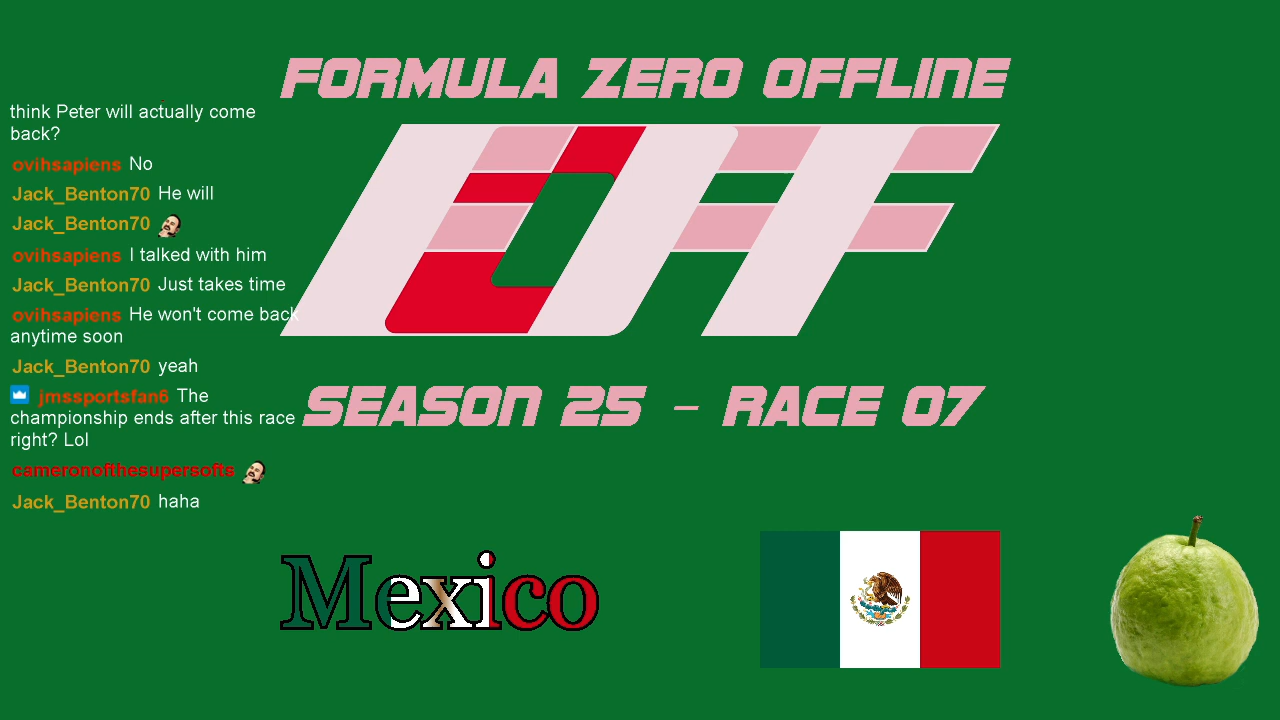 FORMULA ZERO OFFLINE
think Peter will actually come
back?
ovihsapiens No
Jack_Benton70 He will
Jack_Benton70
ovihsapiens I talked with him
Jack_Benton70 Just takes time
ovihsapiens He won't come back
anytime soon
Jack_Benton70 yeah
jmssportsfan6 The
championship ends after this race
right? Lol
cameronofthesupersofts
Jack_Benton70 haha
SEASON 25 - RACE 07
Mexico